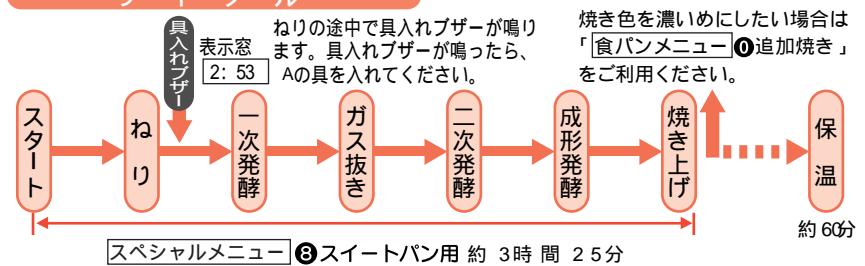 具入れブザー
表示窓
2: 53
ねりの途中で具入れブザーが鳴り
ます。具入れブザーが鳴ったら、
Aの具を入れてください。
焼き色を濃いめにしたい場合は
「食パンメニュー❿追加焼き」
をご利用ください。
スタート
ねり
一次発酵
ガス抜き
二次発酵
成形発酵
焼き上げ
保温
約60分
スペシャルメニュー❽スイートパン用 約 3時間 25分